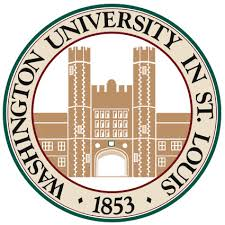 WASHINGTON UNIVERSITY IN ST. LOUIS
· 1853 ·